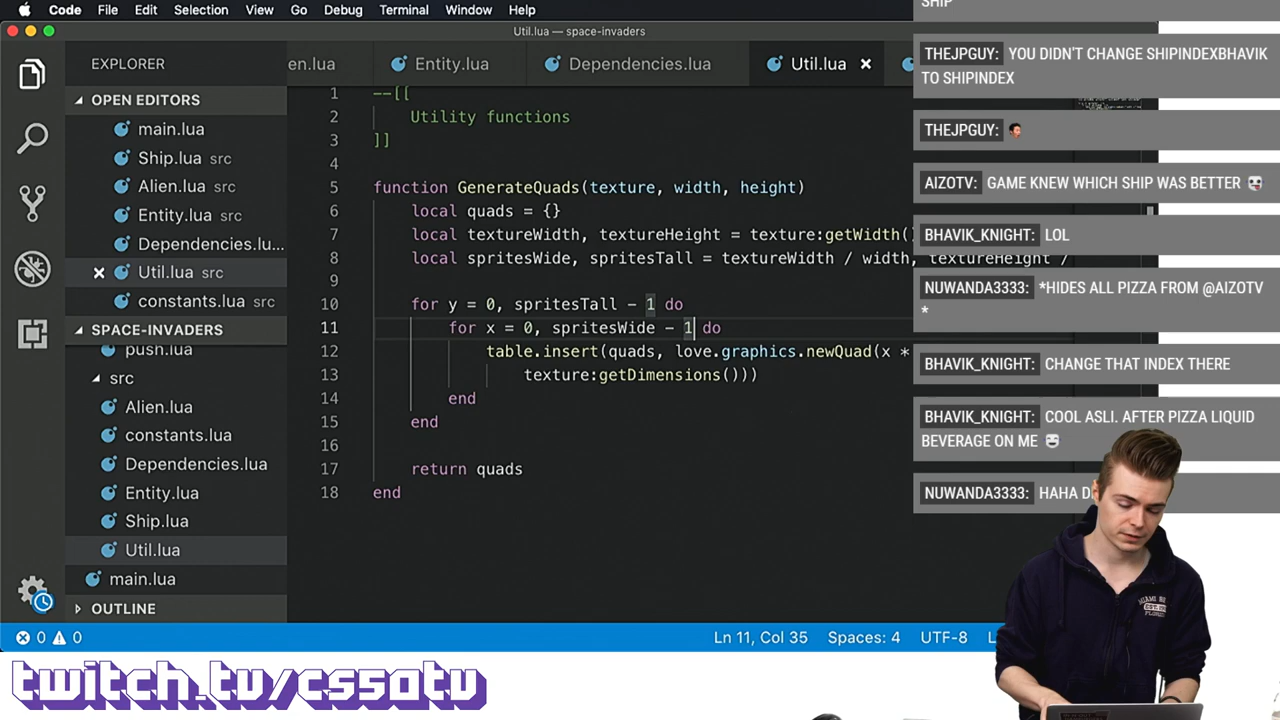 Code File Edit Selection View Go Debug Terminal Window Help
Util.lua — space-invaders
EXPLORER
OPEN EDITORS
main.lua
Ship.lua src
Alien.lua src
Entity.lua src
Dependencies.lu...
Util.lua src
constants.lua src
SPACE-INVADERS
push.lua
src
Alien.lua
constants.lua
Dependencies.lua
Entity.lua
Ship.lua
Util.lua
main.lua
OUTLINE
en.lua Entity.lua Dependencies.lua Util.lua
1 --[[
2 Utility functions
3 ]]
4
5 function GenerateQuads(texture, width, height)
6 local quads = {}
7 local textureWidth, textureHeight = texture:getWidth()
8 local spritesWide, spritesTall = textureWidth / width, textureHeight /
9
10 for y = 0, spritesTall - 1 do
11 for x = 0, spritesWide - 1 do
12 table.insert(quads, love.graphics.newQuad(x *
13 texture:getDimensions()))
14 end
15 end
16
17 return quads
18 end
SHIP
THEJPGUY: YOU DIDN'T CHANGE SHIPINDEXBHAVIK
TO SHIPINDEX
THEJPGUY:
AIZOTV: GAME KNEW WHICH SHIP WAS BETTER
BHAVIK_KNIGHT: LOL
NUWANDA3333: *HIDES ALL PIZZA FROM @AIZOTV
*
BHAVIK_KNIGHT: CHANGE THAT INDEX THERE
BHAVIK_KNIGHT: COOL ASLI. AFTER PIZZA LIQUID
BEVERAGE ON ME
NUWANDA3333: HAHA
0 0 Ln 11, Col 35 Spaces: 4 UTF-8
twitch.tv/cs50tv